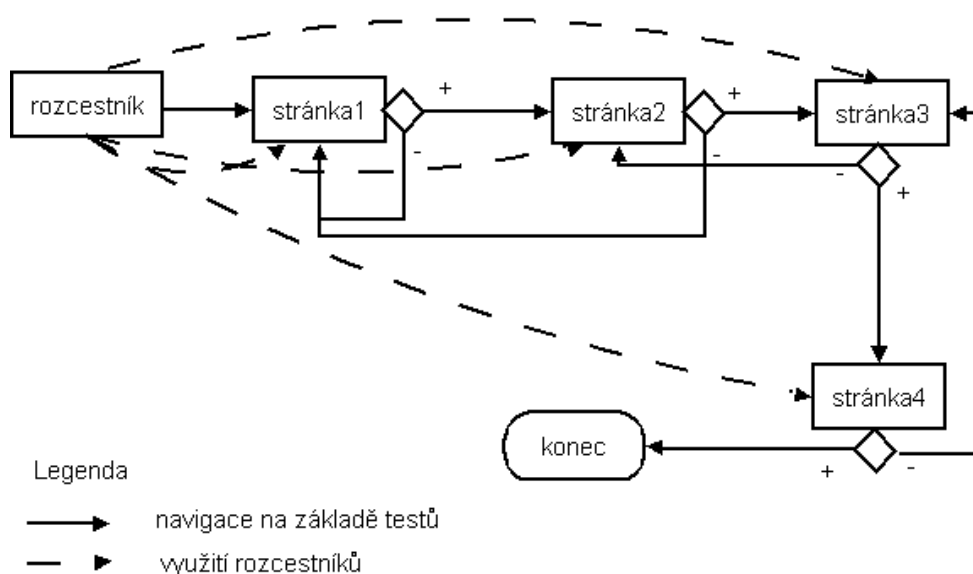 rozcestník
stránka1
+
-
stránka2
+
-
stránka3
-
+
stránka4
+
-
konec
Legenda
navigace na základě testů
využití rozcestníků